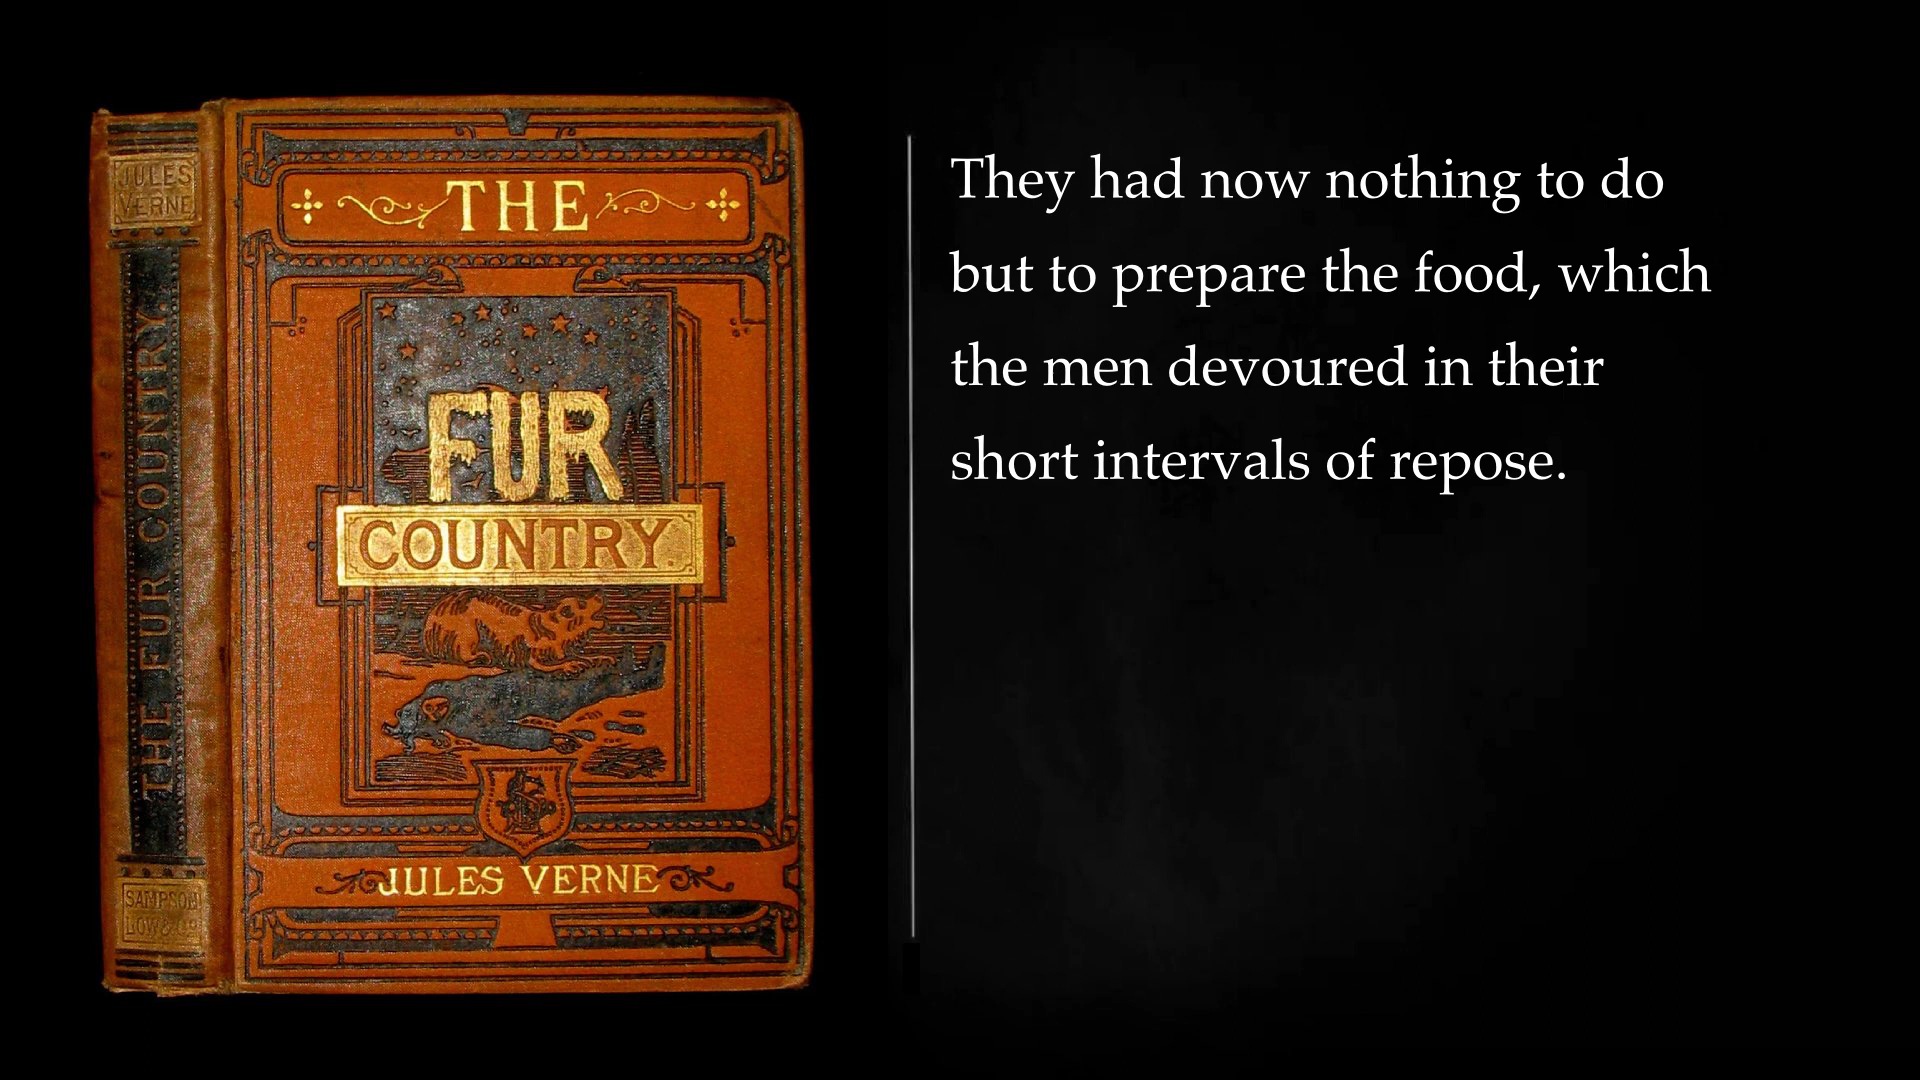 JULES
VERNE
THE FUR COUNTRY.
SAMPSON
LOW & Co
THE
FUR
COUNTRY.
JULES VERNE
They had now nothing to do
but to prepare the food, which
the men devoured in their
short intervals of repose.